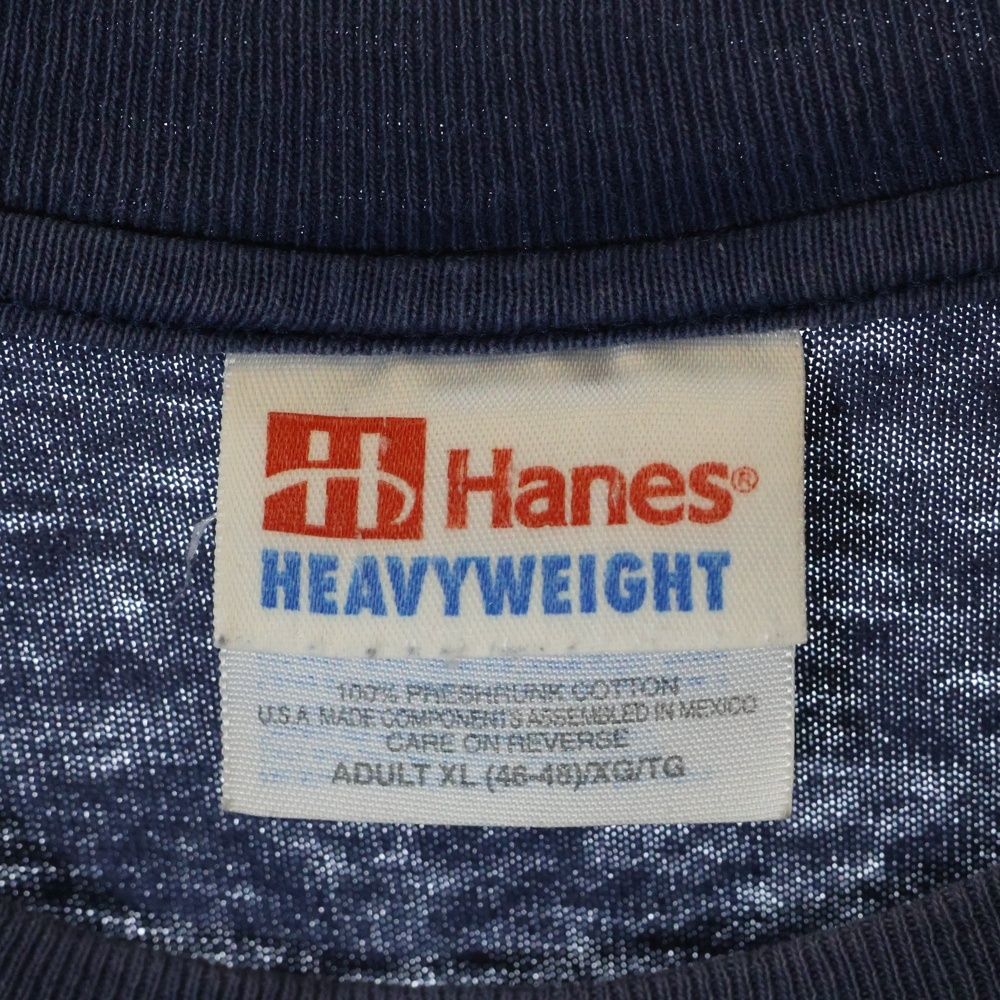 H Hanes®
HEAVYWEIGHT
100% PRESHRUNK COTTON
U.S.A. MADE COMPONENTS ASSEMBLED IN MEXICO
CARE ON REVERSE
ADULT XL (46-48)/XG/TG